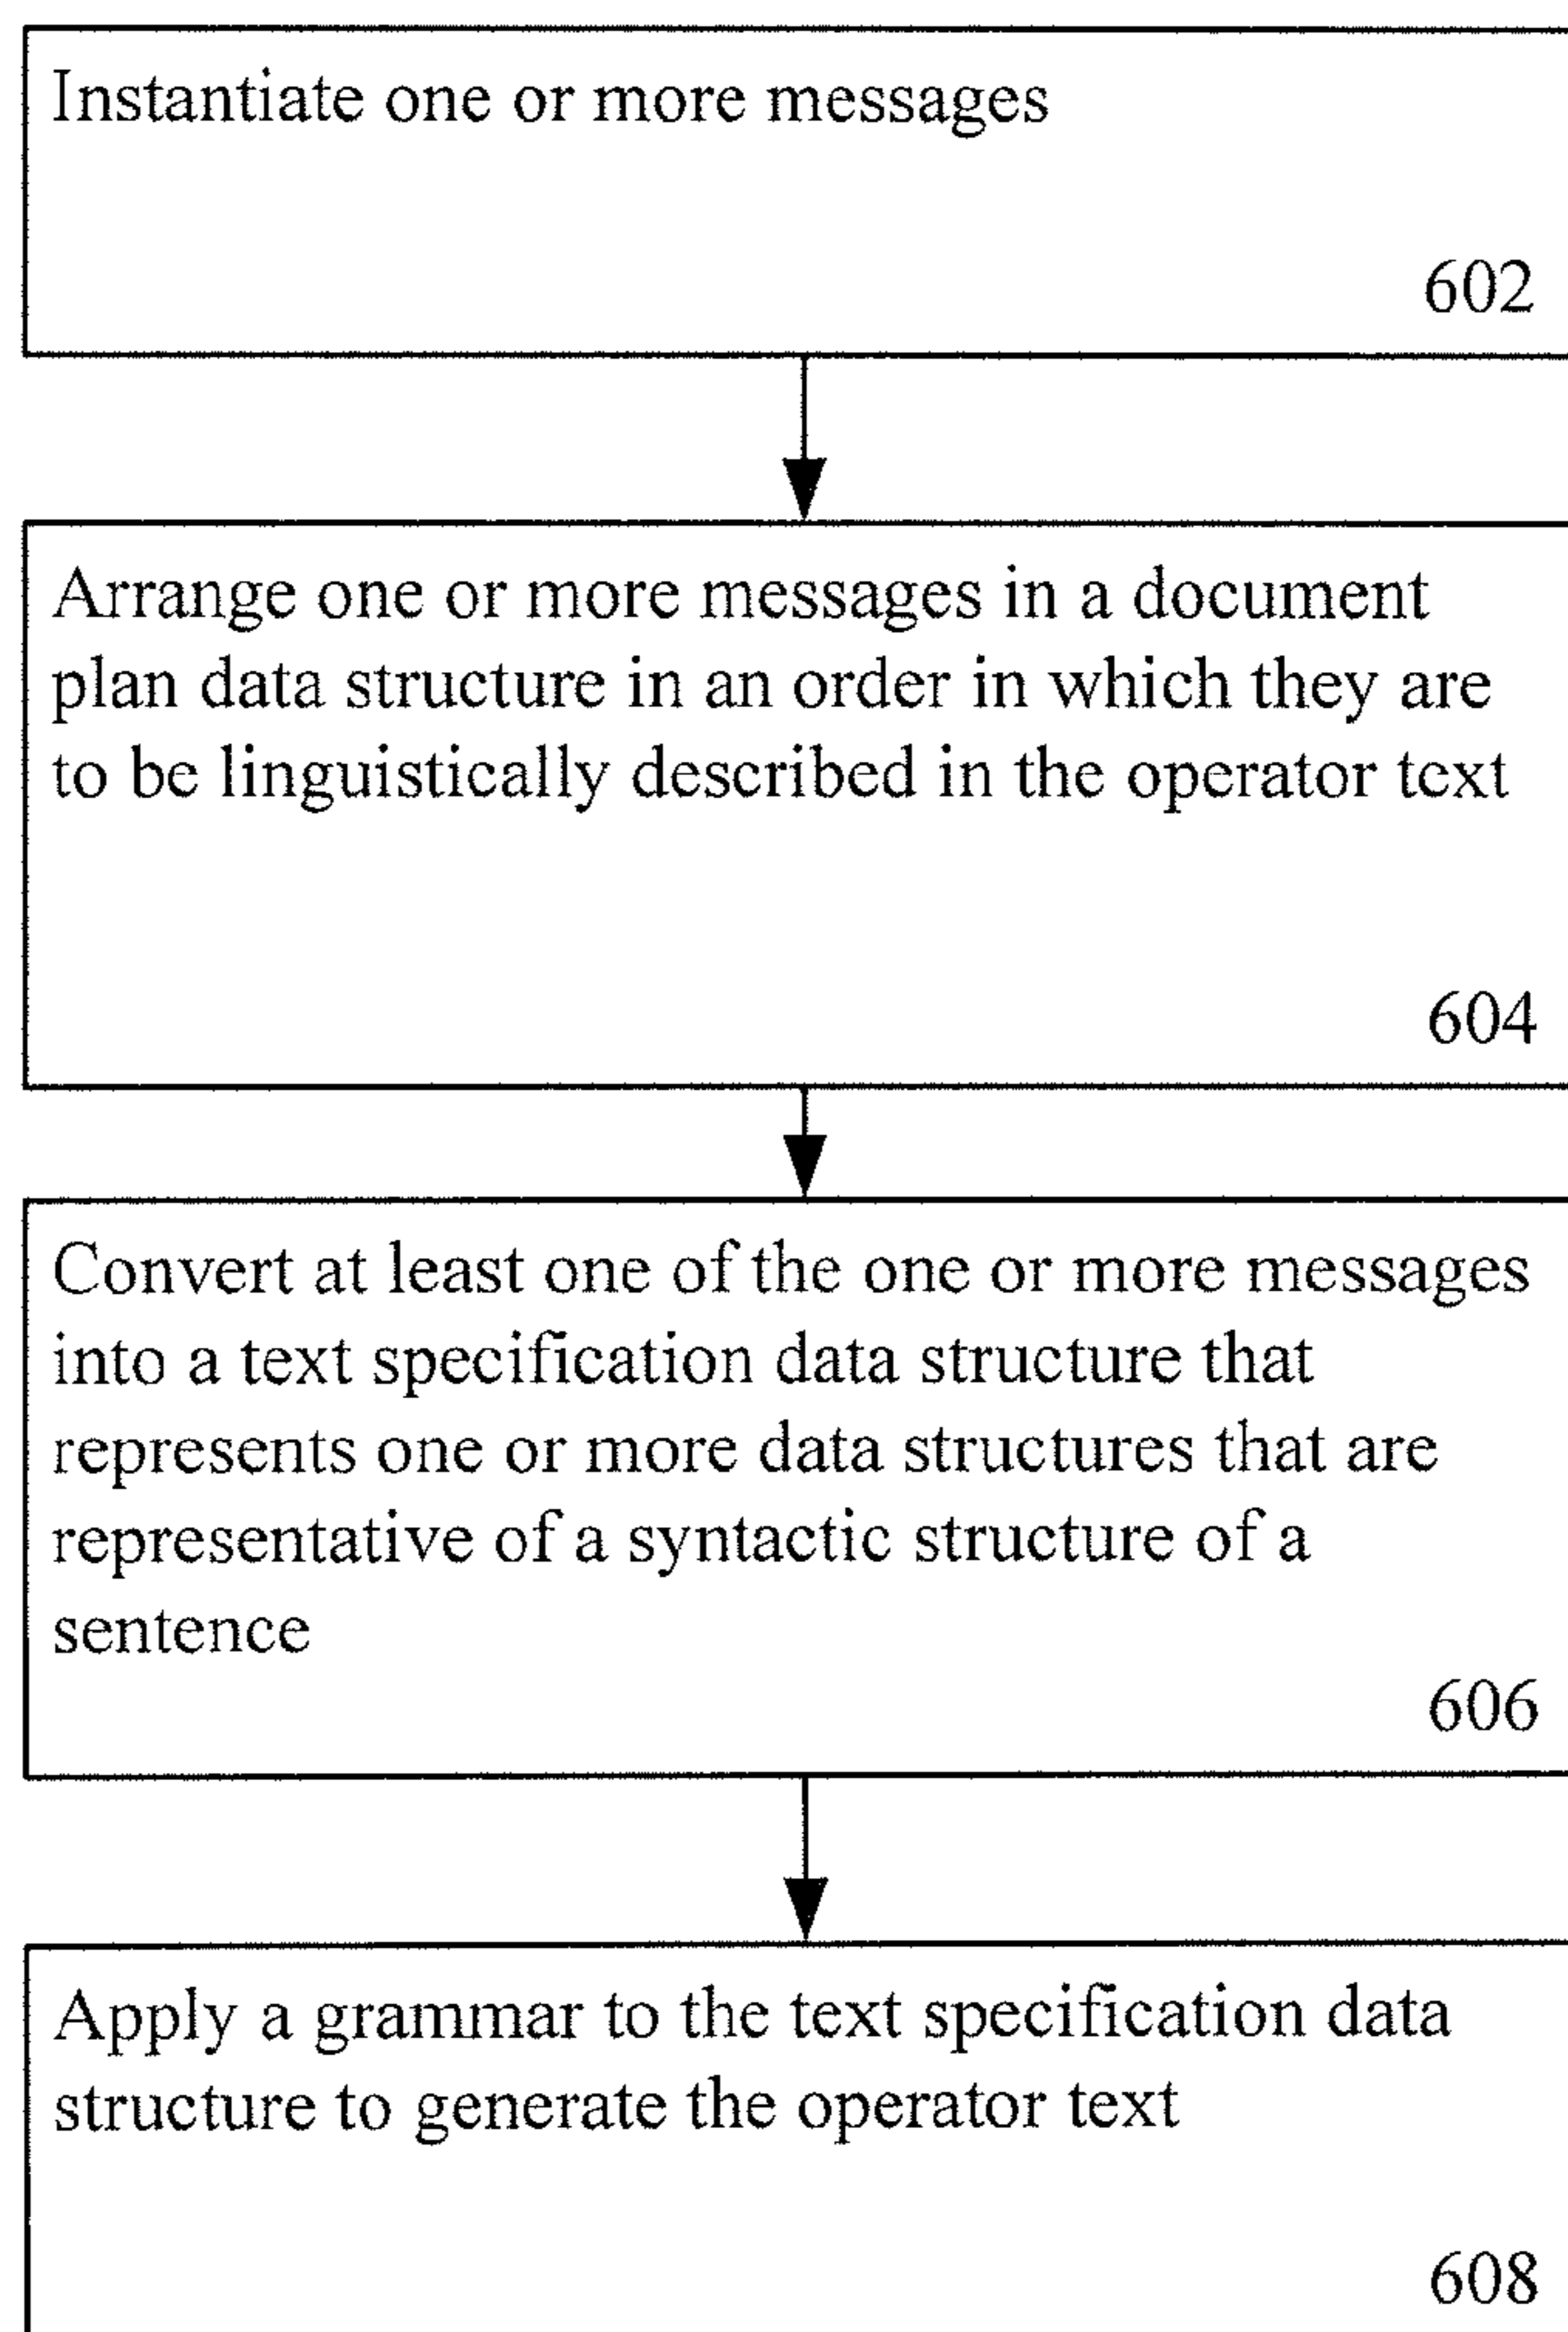 Instantiate one or more messages
602
Arrange one or more messages in a document
plan data structure in an order in which they are
to be linguistically described in the operator text
604
Convert at least one of the one or more messages
into a text specification data structure that
represents one or more data structures that are
representative of a syntactic structure of a
sentence
606
Apply a grammar to the text specification data
structure to generate the operator text
608